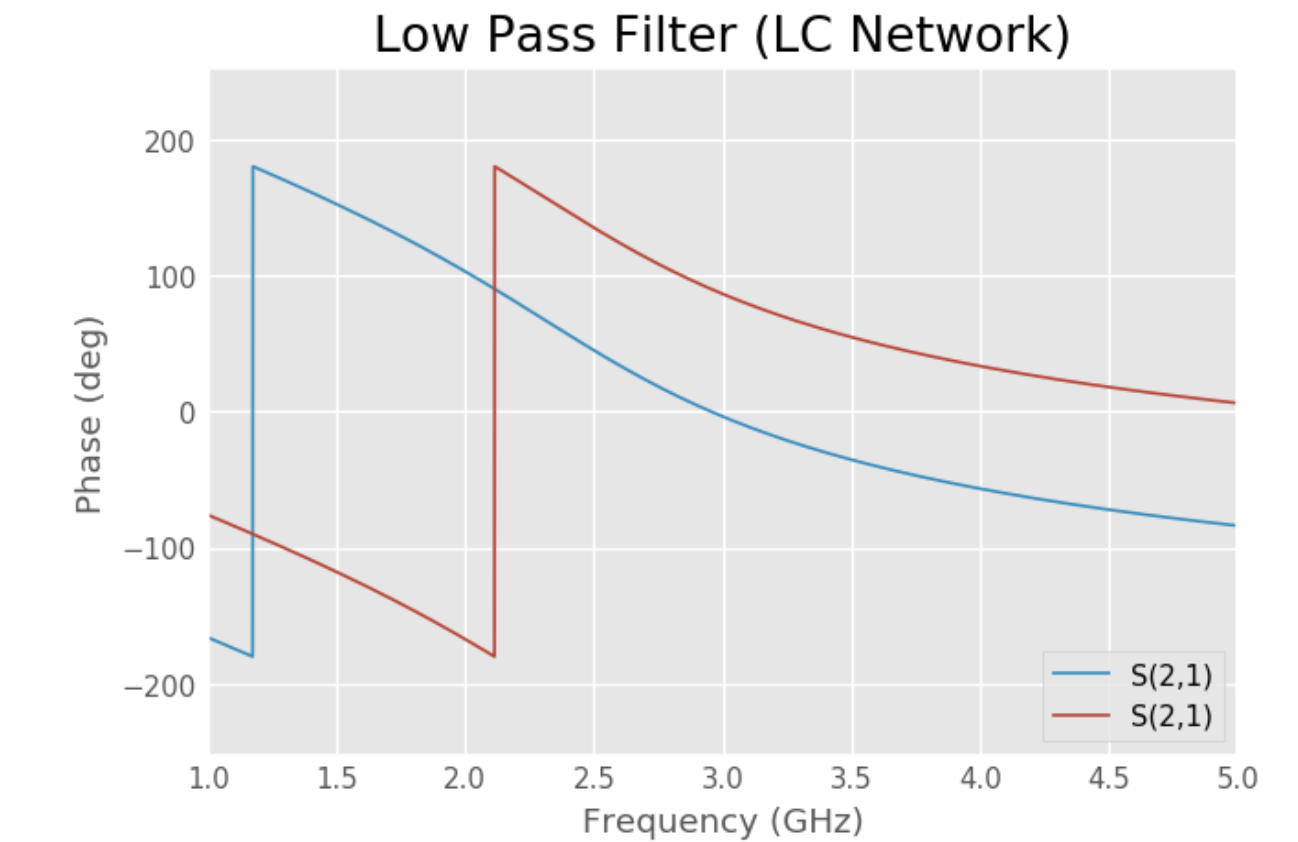 Low Pass Filter (LC Network)
200
100
0
−100
−200
Phase (deg)
S(2,1)
S(2,1)
1.0 1.5 2.0 2.5 3.0 3.5 4.0 4.5 5.0
Frequency (GHz)